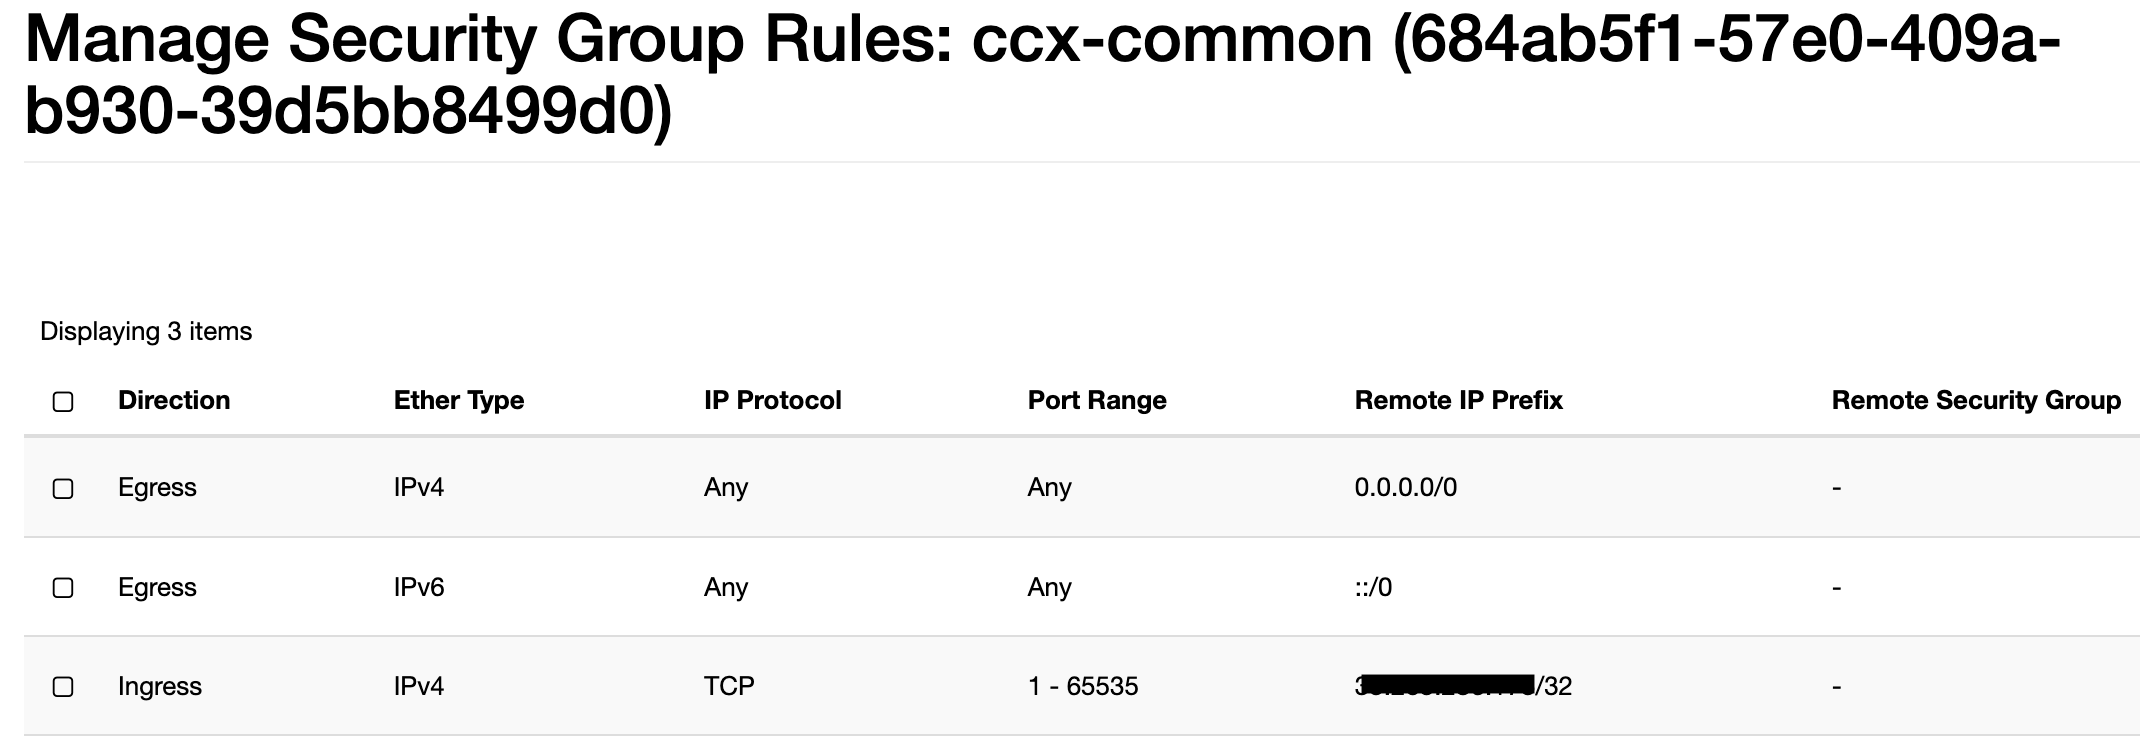 Manage Security Group Rules: ccx-common (684ab5f1-57e0-409a-
b930-39d5bb8499d0)
Displaying 3 items
Direction Ether Type IP Protocol Port Range Remote IP Prefix Remote Security Group
Egress IPv4 Any Any 0.0.0.0/0 -
Egress IPv6 Any Any ::/0 -
Ingress IPv4 TCP 1 - 65535 /32 -